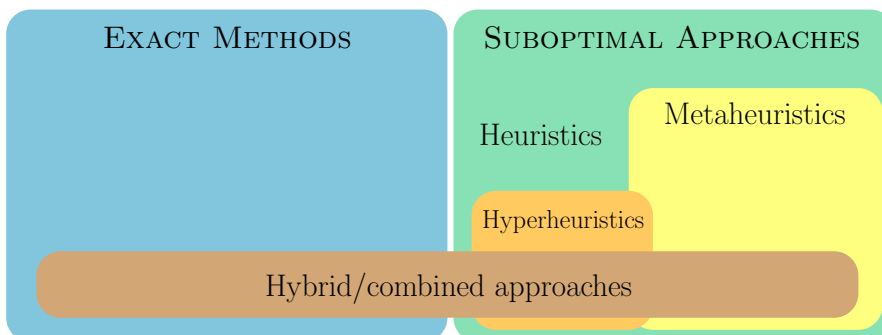 Exact Methods
Suboptimal Approaches
Metaheuristics
Heuristics
Hyperheuristics
Hybrid/combined approaches